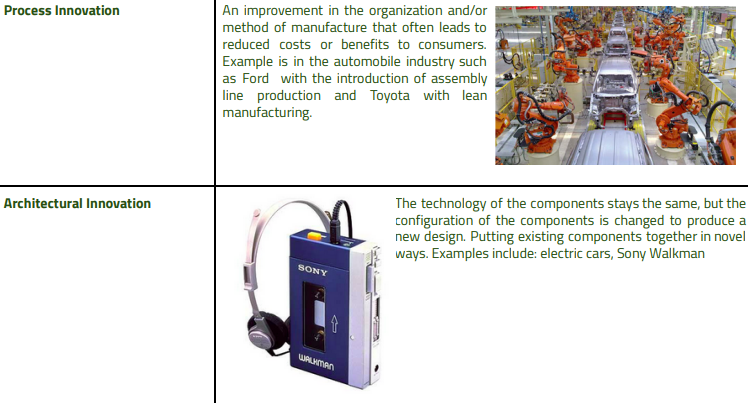 Process Innovation
An improvement in the organization and/or
method of manufacture that often leads to
reduced costs or benefits to consumers.
Example is in the automobile industry such
as Ford with the introduction of assembly
line production and Toyota with lean
manufacturing.
Architectural Innovation
SONY
WALKMAN
The technology of the components stays the same, but the
configuration of the components is changed to produce a
new design. Putting existing components together in novel
ways. Examples include: electric cars, Sony Walkman